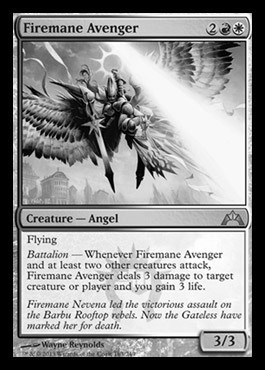 Firemane Avenger 2RW
Creature — Angel
Flying
Battalion — Whenever Firemane Avenger
and at least two other creatures attack,
Firemane Avenger deals 3 damage to target
creature or player and you gain 3 life.
Firemane Nevena led the victorious assault on
the Barbu Rooftop rebels. Now the Gateless have
marked her for death.
Wayne Reynolds
3/3